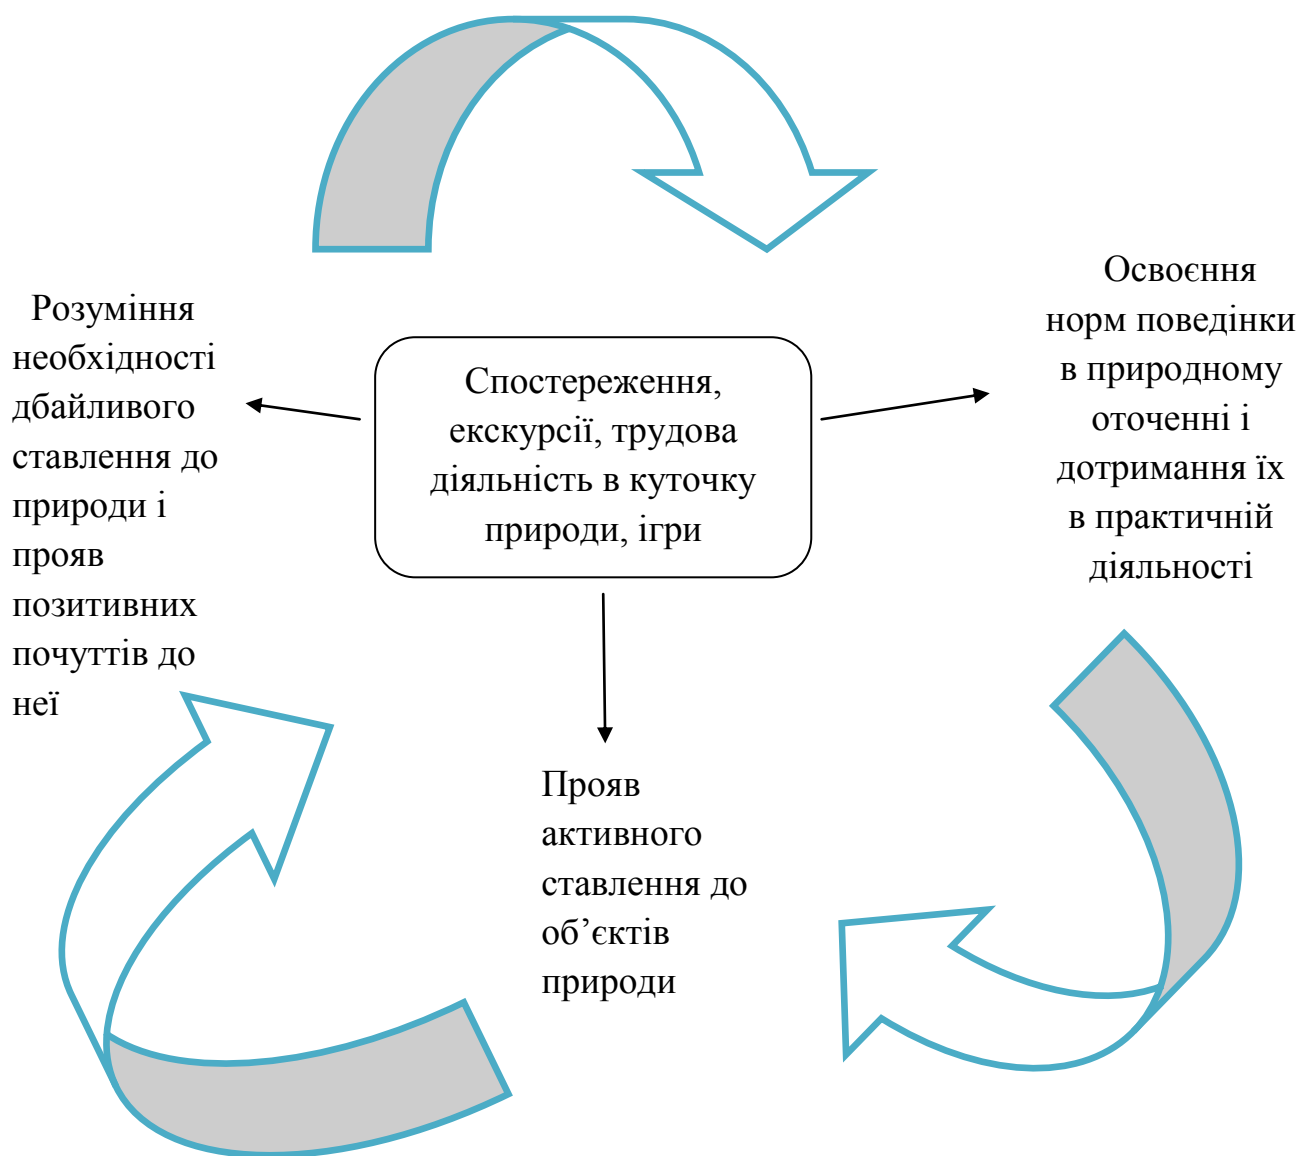 Розуміння
необхідності
дбайливого
ставлення до
природи і
прояв
позитивних
почуттів до
неї
Спостереження,
екскурсії, трудова
діяльність в куточку
природи, ігри
Освоєння
норм поведінки
в природному
оточенні і
дотримання їх
в практичній
діяльності
Прояв
активного
ставлення до
об’єктів
природи